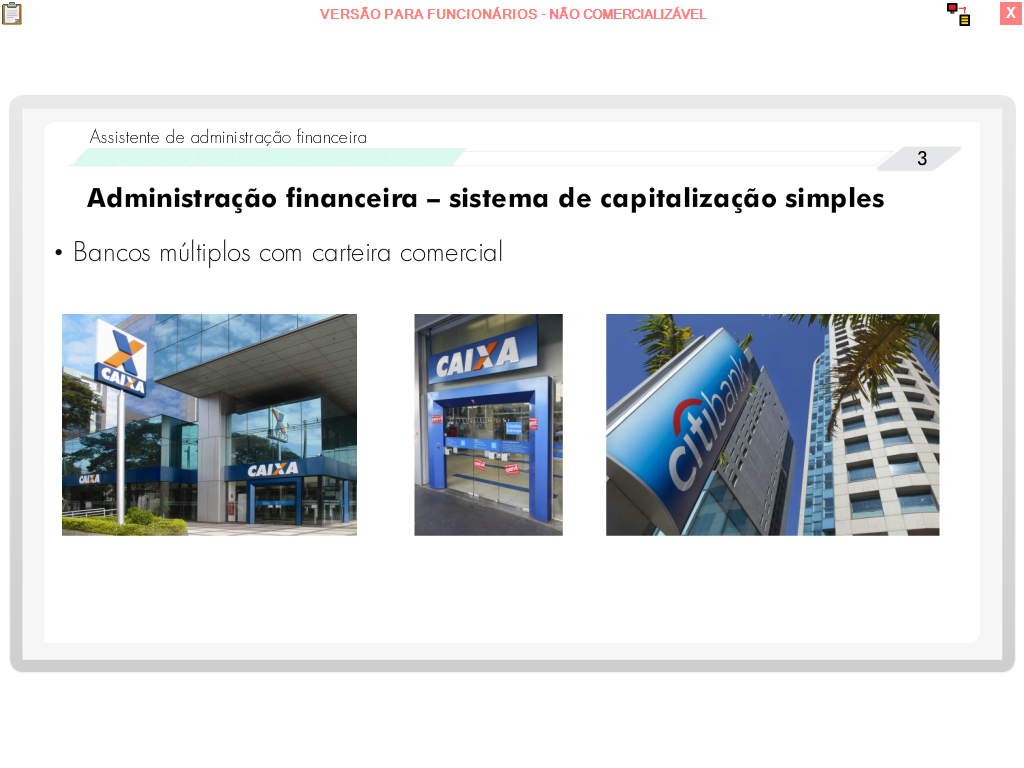 VERSÃO PARA FUNCIONÁRIOS - NÃO COMERCIALIZÁVEL
X
Assistente de administração financeira
3
Administração financeira – sistema de capitalização simples
• Bancos múltiplos com carteira comercial
CAIXA
CAIXA
CAIXA
CAIXA
citibank